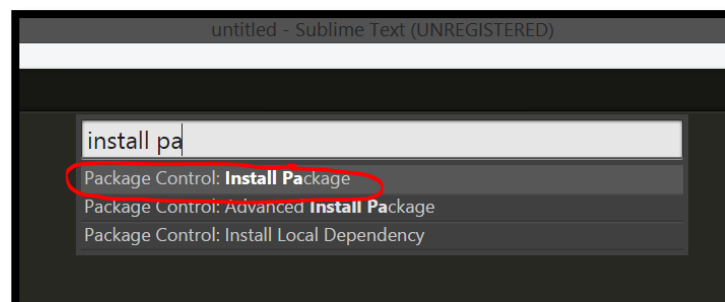 untitled - Sublime Text (UNREGISTERED)
install pa
Package Control: Install Package
Package Control: Advanced Install Package
Package Control: Install Local Dependency